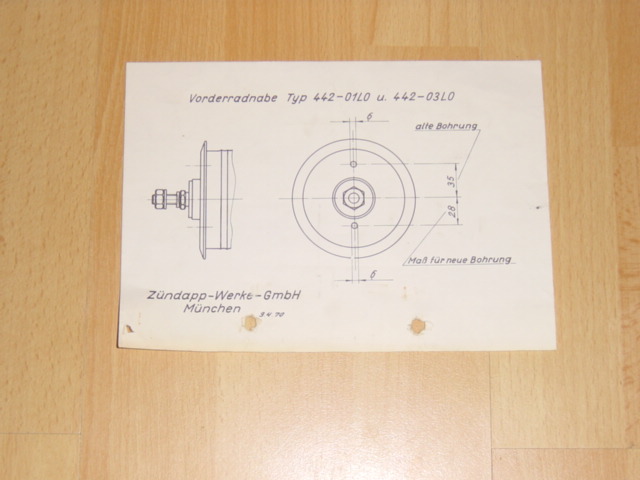 Vorderradnabe Typ 442-01L0 u. 442-03L0
6
alte Bohrung
35
28
Maß für neue Bohrung
6
Zündapp-Werke-GmbH
München